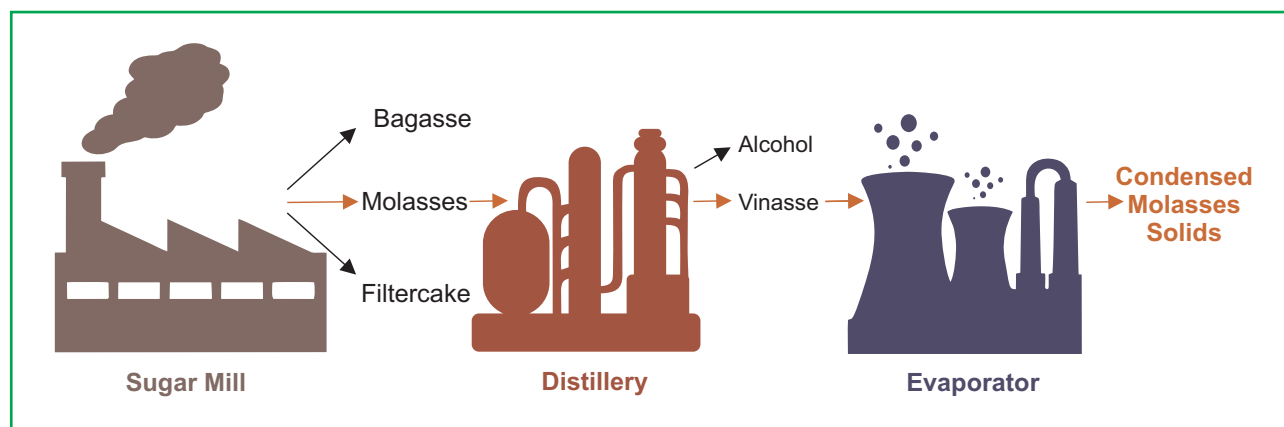 Bagasse
Molasses
Filtercake
Alcohol
Vinasse
Condensed
Molasses
Solids
Sugar Mill
Distillery
Evaporator